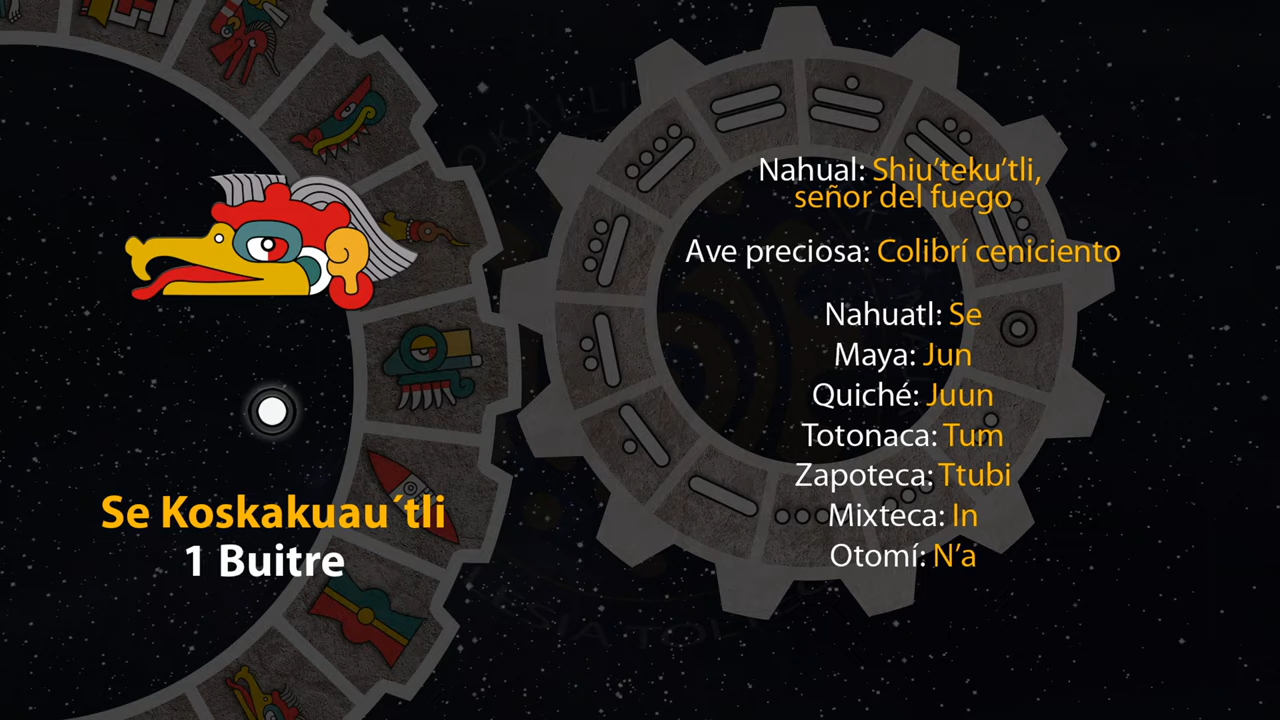 Se Koskakuau´tli
1 Buitre
Nahual: Shiu’teku’tli,
señor del fuego
Ave preciosa: Colibrí ceniciento
Nahuatl: Se
Maya: Jun
Quiché: Juun
Totonaca: Tum
Zapoteca: Ttubi
Mixteca: In
Otomí: N’a